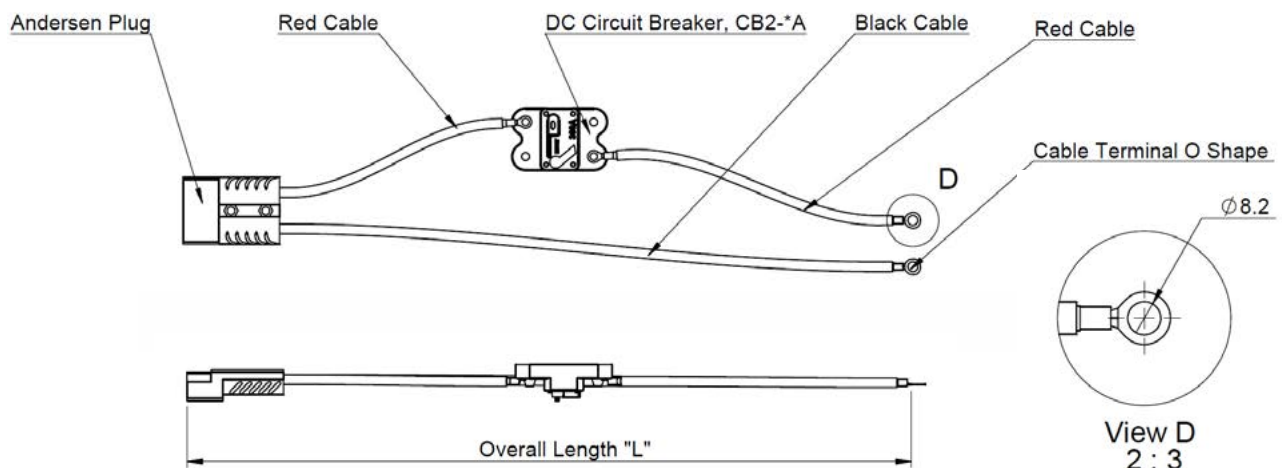 Andersen Plug
Red Cable
DC Circuit Breaker, CB2-*A
Black Cable
Red Cable
Cable Terminal O Shape
D
Ø8.2
Overall Length "L"
View D
2 : 3